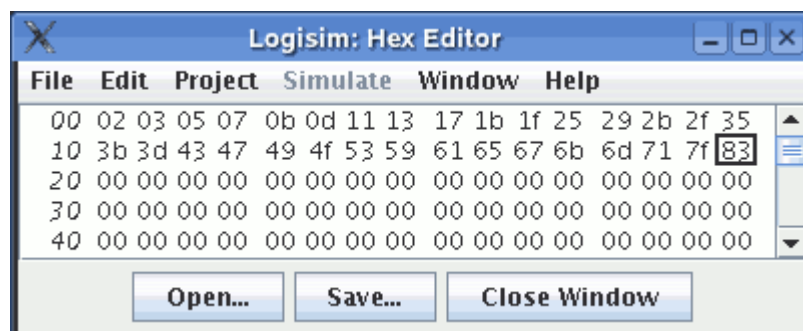 Logisim: Hex Editor
File Edit Project Simulate Window Help
00 02 03 05 07 0b 0d 11 13 17 1b 1f 25 29 2b 2f 35
10 3b 3d 43 47 49 4f 53 59 61 65 67 6b 6d 71 7f 83
20 00 00 00 00 00 00 00 00 00 00 00 00 00 00 00 00
30 00 00 00 00 00 00 00 00 00 00 00 00 00 00 00 00
40 00 00 00 00 00 00 00 00 00 00 00 00 00 00 00 00
Open... Save... Close Window